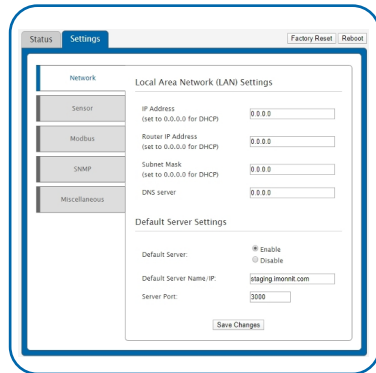 Status Settings Factory Reset Reboot
Network
Sensor
Modbus
SNMP
Miscellaneous
Local Area Network (LAN) Settings
IP Address
(set to 0.0.0.0 for DHCP)
0.0.0.0
Router IP Address
(set to 0.0.0.0 for DHCP)
0.0.0.0
Subnet Mask
(set to 0.0.0.0 for DHCP)
0.0.0.0
DNS server
0.0.0.0
Default Server Settings
Default Server:
Enable
Disable
Default Server Name/IP:
staging.imonnit.com
Server Port:
3000
Save Changes